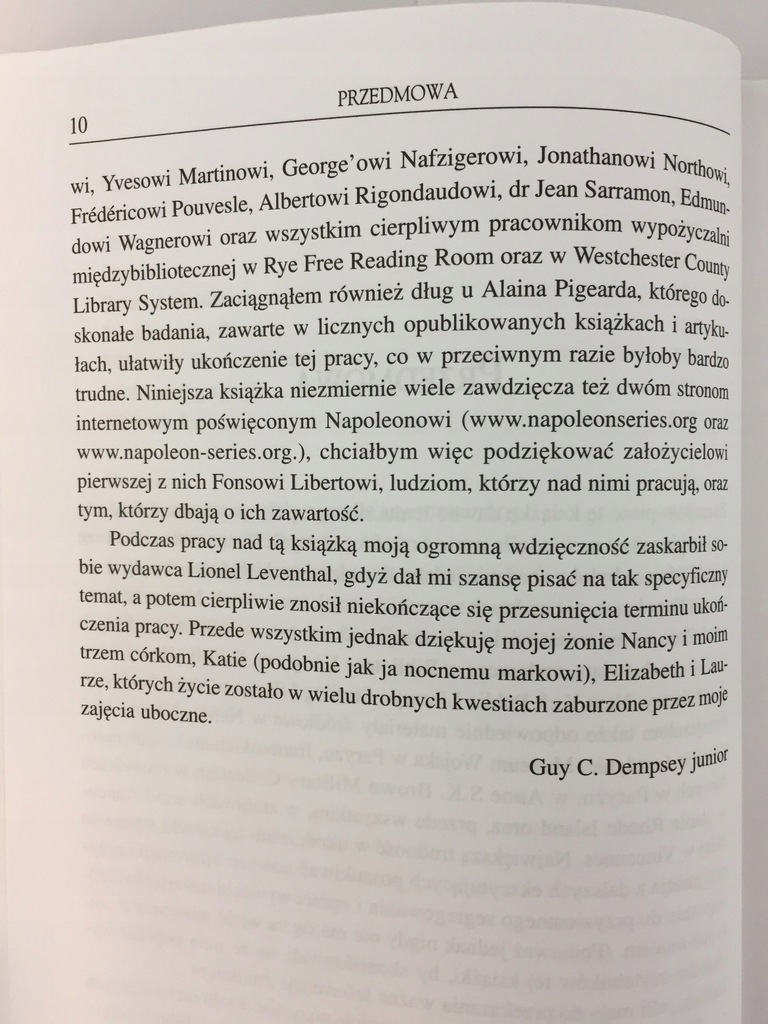 10
PRZEDMOWA
wi, Yvesowi Martinowi, George'owi Nafzigerowi, Jonathanowi Northowi,
Frédéricowi Pouvesle, Albertowi Rigondaudowi, dr Jean Sarramon, Edmun-
dowi Wagnerowi oraz wszystkim cierpliwym pracownikom wypożyczalni
międzybibliotecznej w Rye Free Reading Room oraz w Westchester County
Library System. Zaciągnąłem również dług u Alaina Pigearda, którego do-
skonałe badania, zawarte w licznych opublikowanych książkach i artyku-
łach, ułatwiły ukończenie tej pracy, co w przeciwnym razie byłoby bardzo
trudne. Niniejsza książka niezmiernie wiele zawdzięcza też dwóm stronom
internetowym poświęconym Napoleonowi (www.napoleonseries.org oraz
www.napoleon-series.org.), chciałbym więc podziękować założycielowi
pierwszej z nich Fonsowi Libertowi, ludziom, którzy nad nimi pracują, oraz
tym, którzy dbają o ich zawartość.
Podczas pracy nad tą książką moją ogromną wdzięczność zaskarbił so-
bie wydawca Lionel Leventhal, gdyż dał mi szansę pisać na tak specyficzny
temat, a potem cierpliwie znosił niekończące się przesunięcia terminu ukoń-
czenia pracy. Przede wszystkim jednak dziękuję mojej żonie Nancy i moim
trzem córkom, Katie (podobnie jak ja nocnemu markowi), Elizabeth i Lau-
rze, których życie zostało w wielu drobnych kwestiach zaburzone przez moje
zajęcia uboczne.
Guy C. Dempsey junior